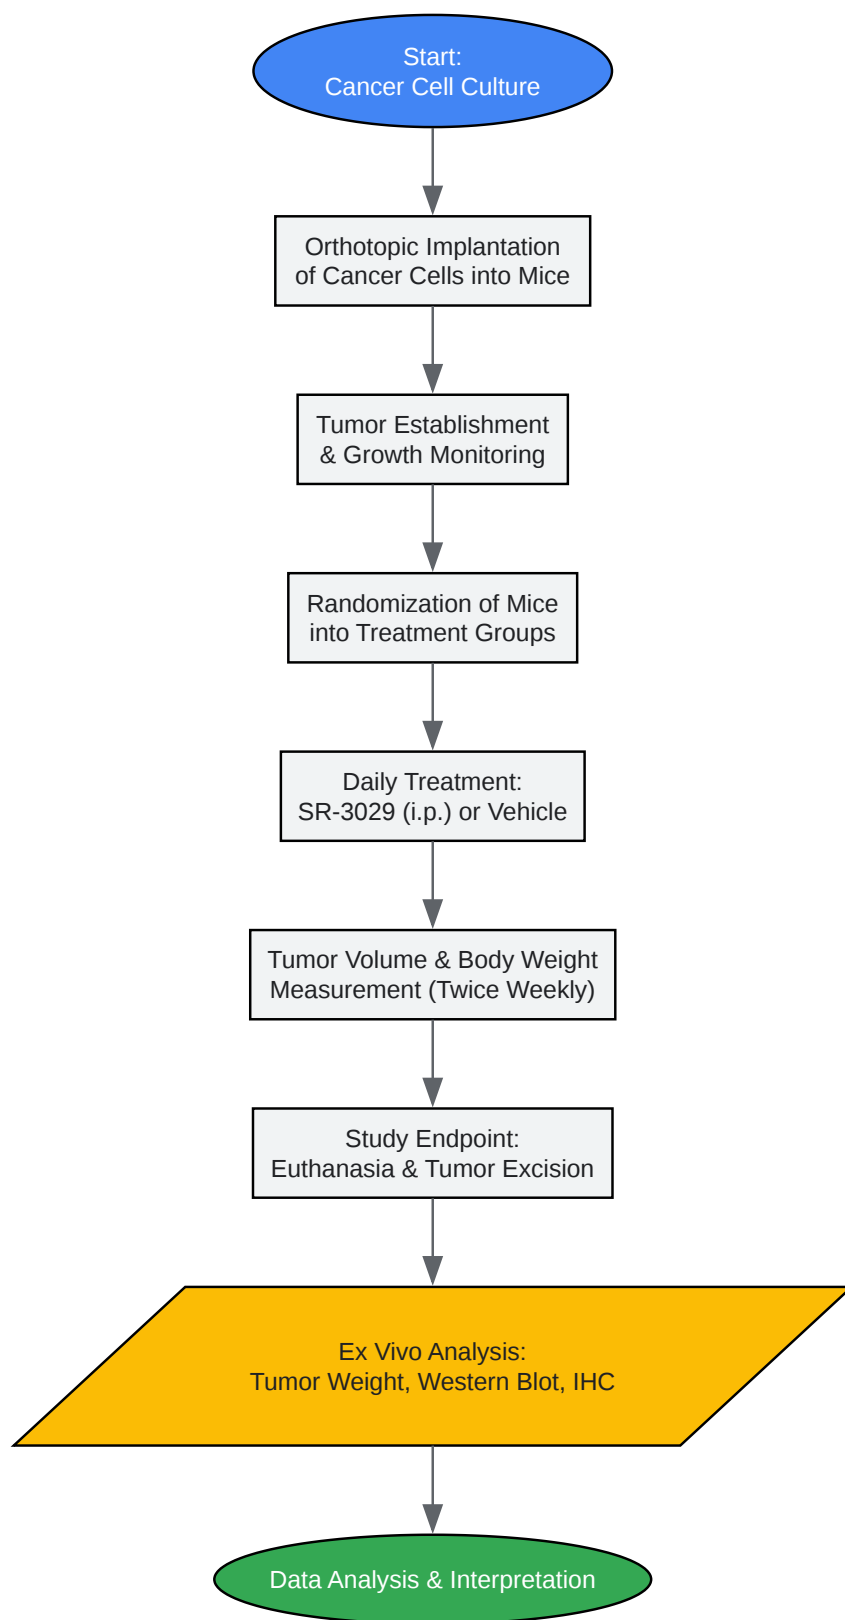 Start:
Cancer Cell Culture
Orthotopic Implantation
of Cancer Cells into Mice
Tumor Establishment
& Growth Monitoring
Randomization of Mice
into Treatment Groups
Daily Treatment:
SR-3029 (i.p.) or Vehicle
Tumor Volume & Body Weight
Measurement (Twice Weekly)
Study Endpoint:
Euthanasia & Tumor Excision
Ex Vivo Analysis:
Tumor Weight, Western Blot, IHC
Data Analysis & Interpretation